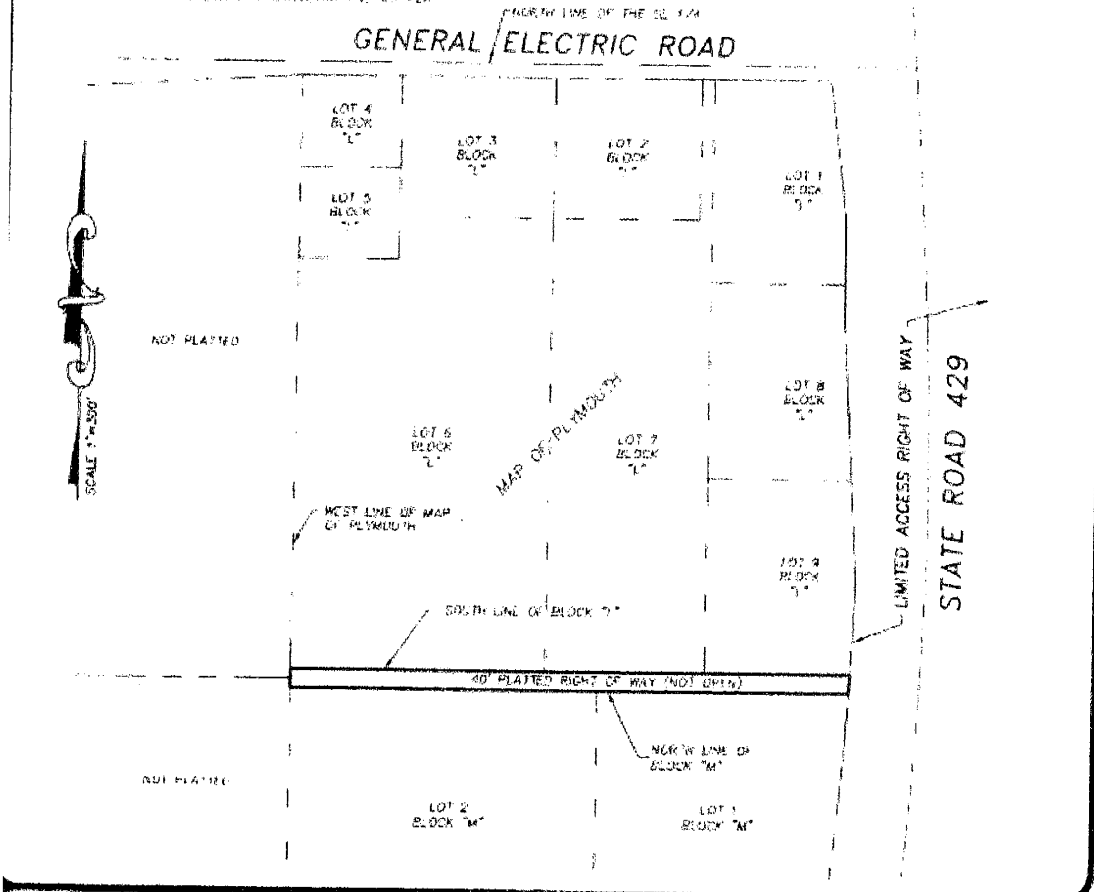 NORTH LINE OF THE SE 1/4
GENERAL ELECTRIC ROAD
LOT 4
BLOCK
"L"
LOT 3
BLOCK
"L"
LOT 2
BLOCK
"L"
LOT 1
BLOCK
"L"
LOT 5
BLOCK
"L"
NOT PLATTED
SCALE 1"=300'
LOT 8
BLOCK
"L"
LIMITED ACCESS RIGHT OF WAY
STATE ROAD 429
LOT 6
BLOCK
"L"
MAP OF PLYMOUTH
LOT 7
BLOCK
"L"
WEST LINE OF MAP
OF PLYMOUTH
LOT 9
BLOCK
"L"
SOUTH LINE OF BLOCK "L"
40' PLATTED RIGHT OF WAY (NOT OPEN)
NORTH LINE OF
BLOCK "M"
NOT PLATTED
LOT 2
BLOCK "M"
LOT 1
BLOCK "M"